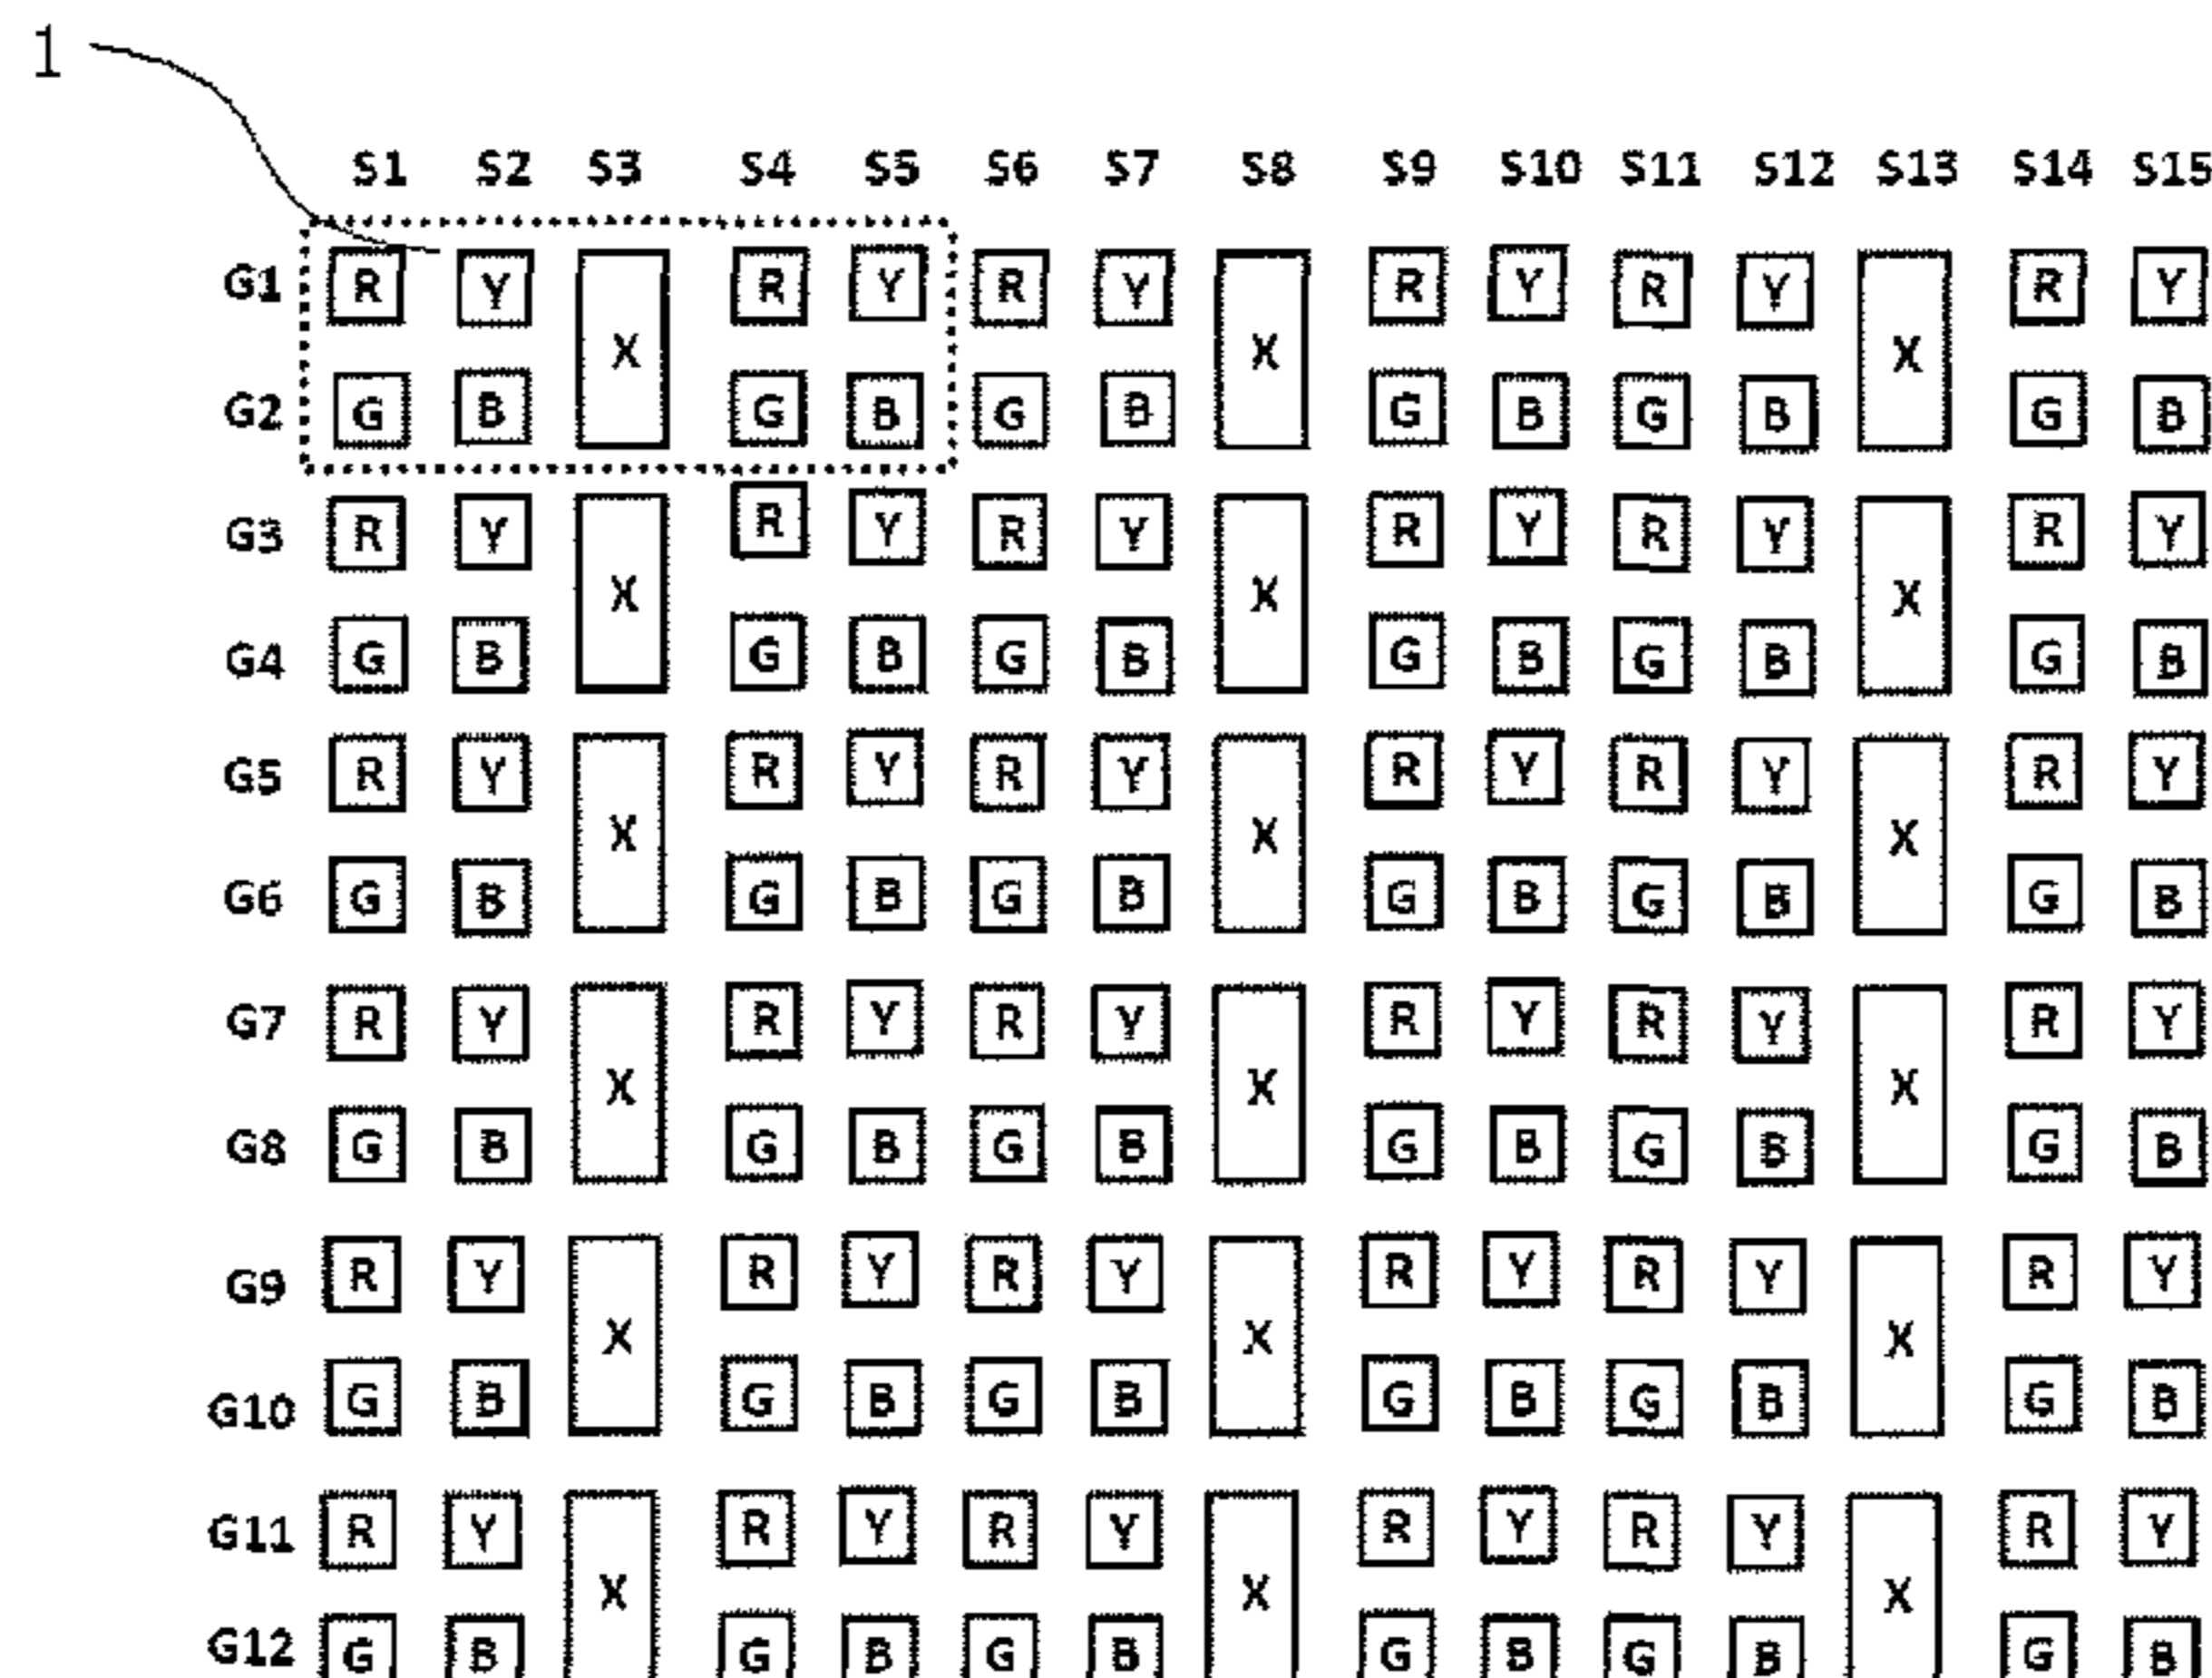 1
S1 S2 S3 S4 S5 S6 S7 S8 S9 S10 S11 S12 S13 S14 S15
G1 R Y R Y R Y R Y R Y R Y
X X X
G2 G B G B G B G B G B G B
G3 R Y R Y R Y R Y R Y R Y
X X X
G4 G B G B G B G B G B G B
G5 R Y R Y R Y R Y R Y R Y
X X X
G6 G B G B G B G B G B G B
G7 R Y R Y R Y R Y R Y R Y
X X X
G8 G B G B G B G B G B G B
G9 R Y R Y R Y R Y R Y R Y
X X X
G10 G B G B G B G B G B G B
G11 R Y R Y R Y R Y R Y R Y
X X X
G12 G B G B G B G B G B G B